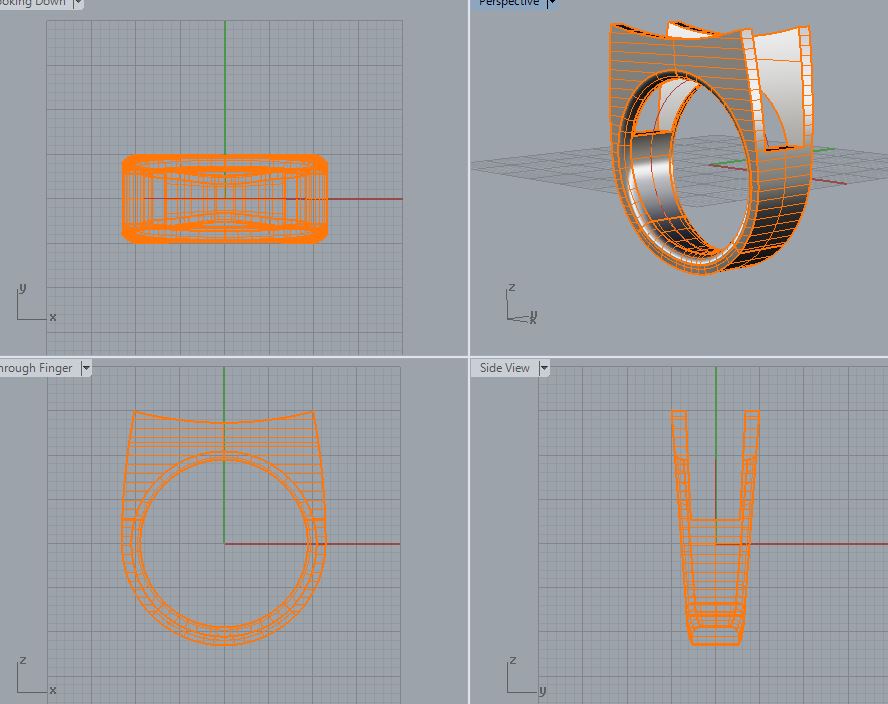 oking Down
Perspective
y
x
z
y
x
hrough Finger
Side View
z
x
z
y